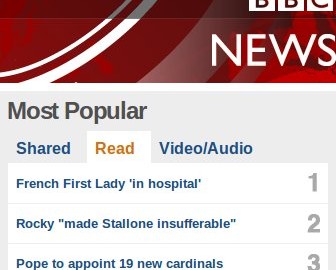 BBC
NEWS
Most Popular
Shared Read Video/Audio
French First Lady 'in hospital' 1
Rocky "made Stallone insufferable" 2
Pope to appoint 19 new cardinals 3